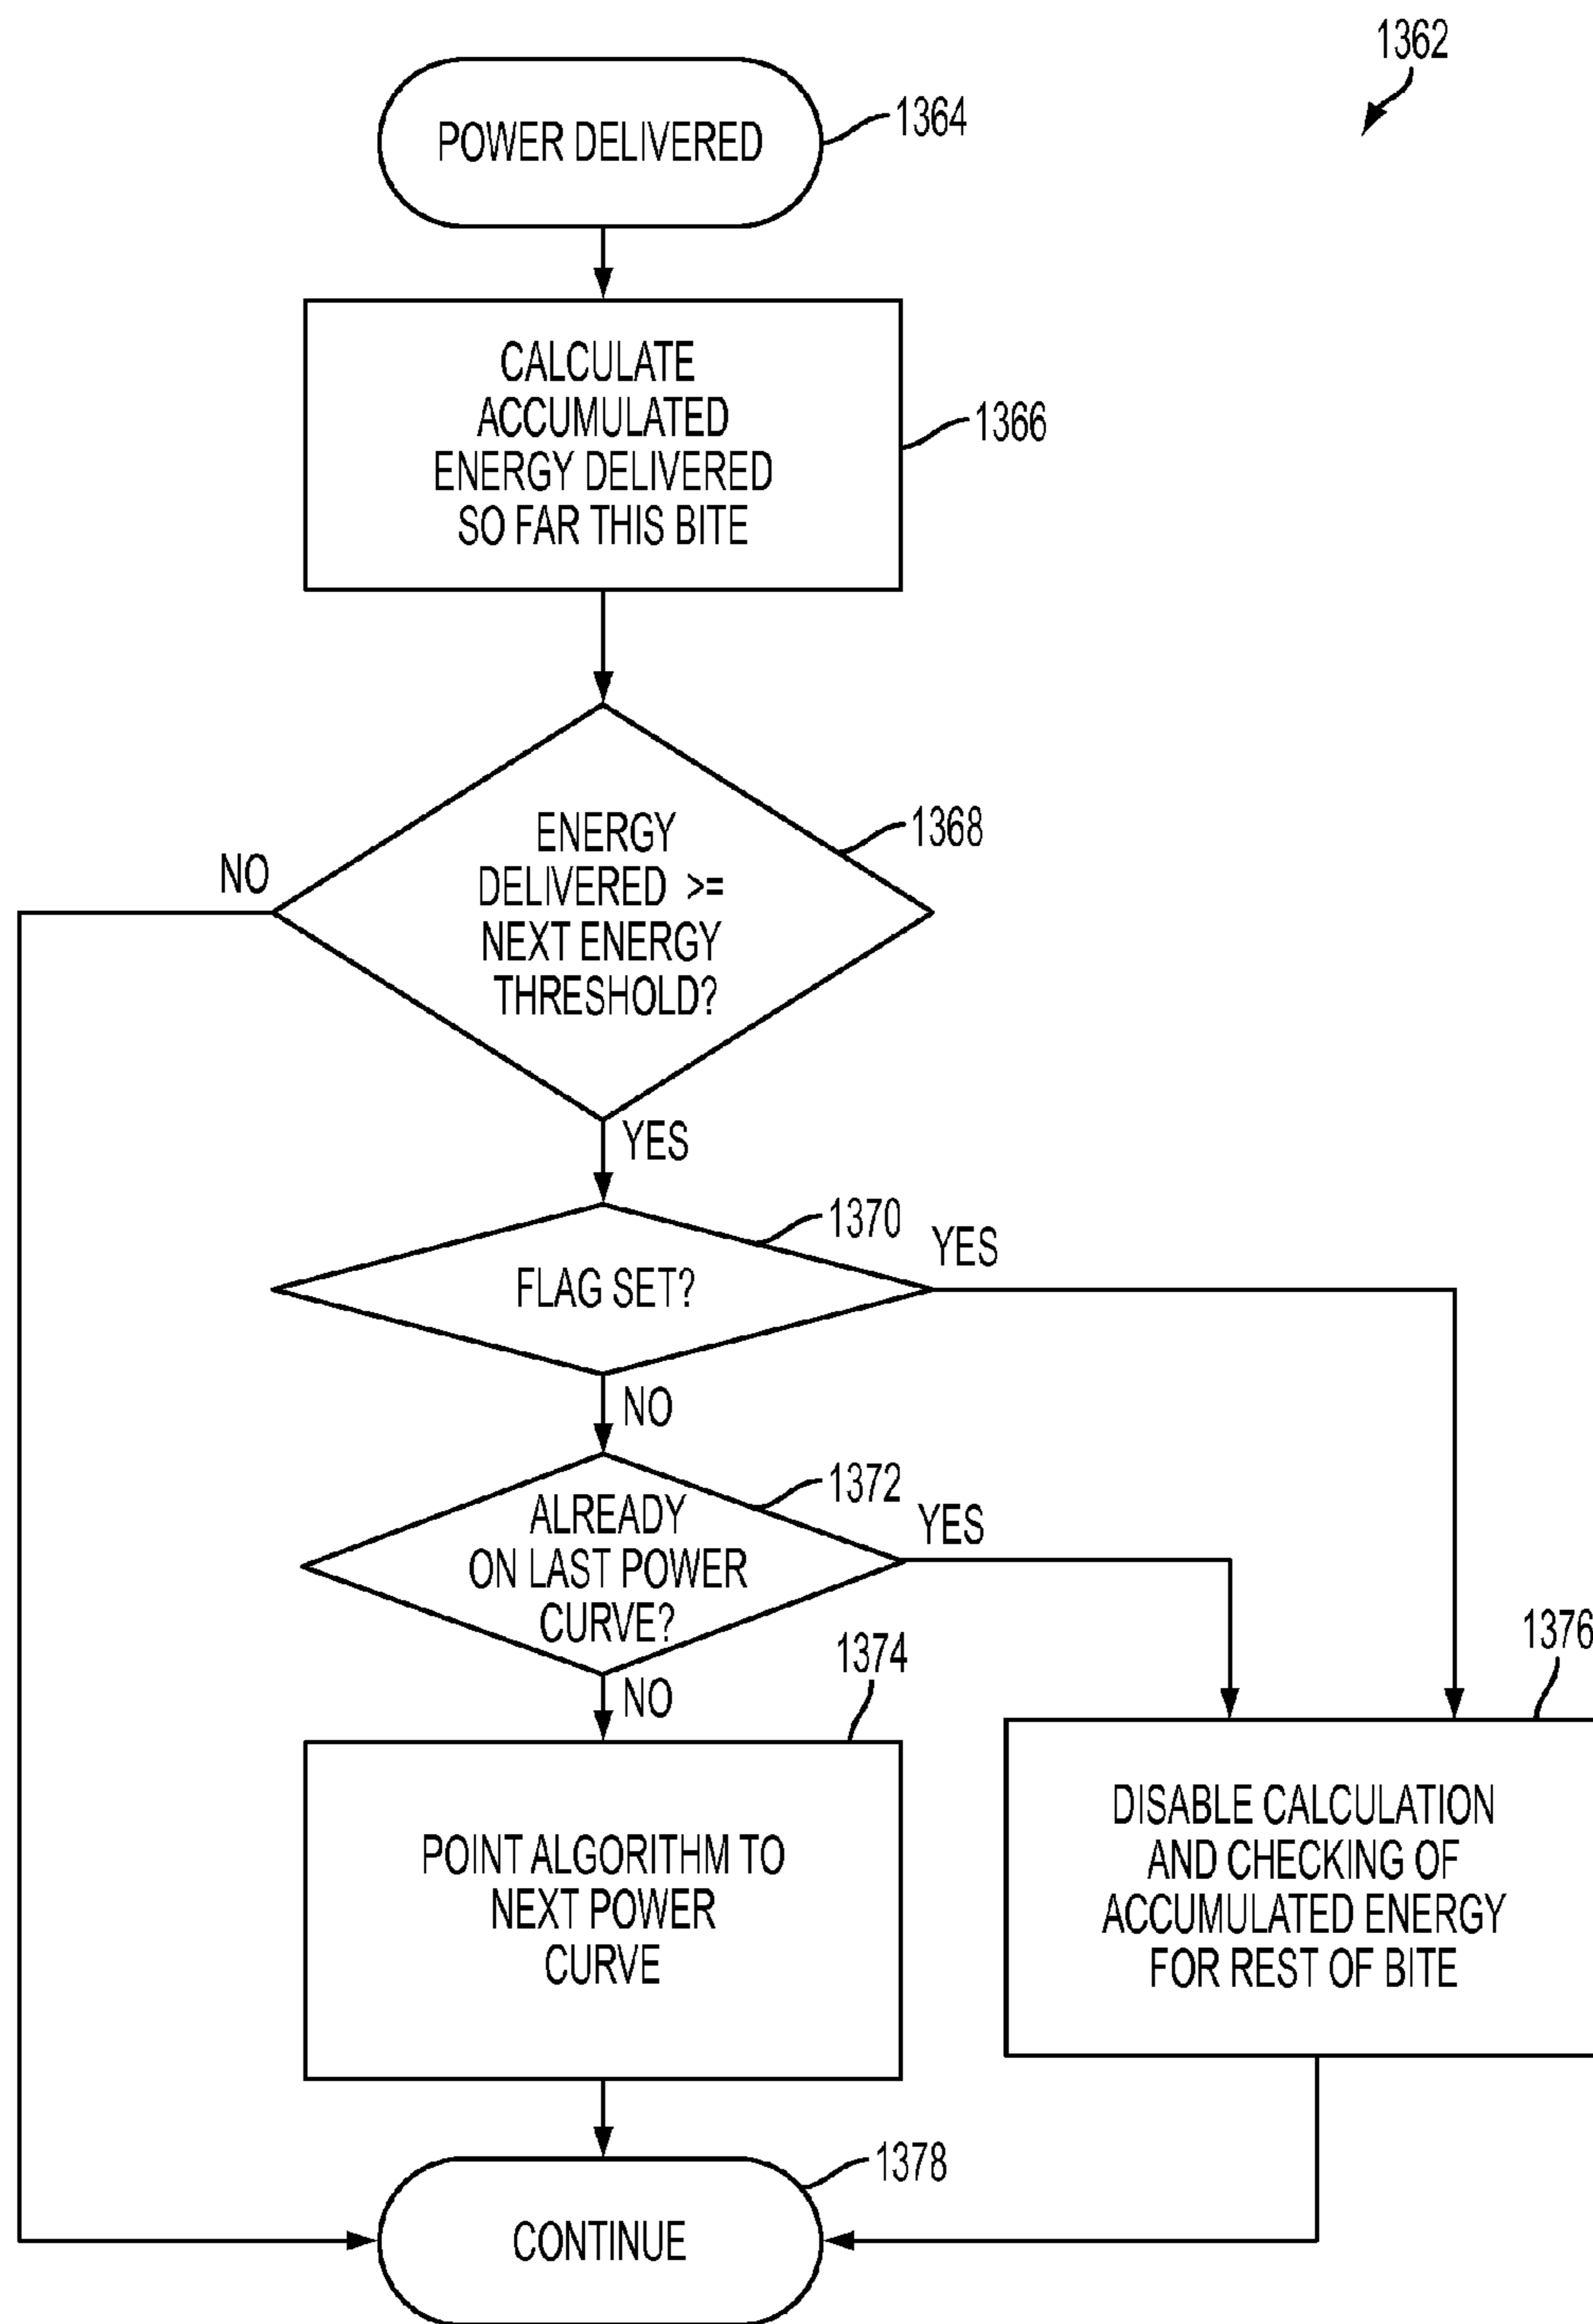 1362
POWER DELIVERED
1364
CALCULATE
ACCUMULATED
ENERGY DELIVERED
SO FAR THIS BITE
1366
ENERGY
DELIVERED >=
NEXT ENERGY
THRESHOLD?
1368
NO
YES
FLAG SET?
1370
YES
NO
ALREADY
ON LAST POWER
CURVE?
1372
YES
NO
1374
POINT ALGORITHM TO
NEXT POWER
CURVE
1376
DISABLE CALCULATION
AND CHECKING OF
ACCUMULATED ENERGY
FOR REST OF BITE
CONTINUE
1378